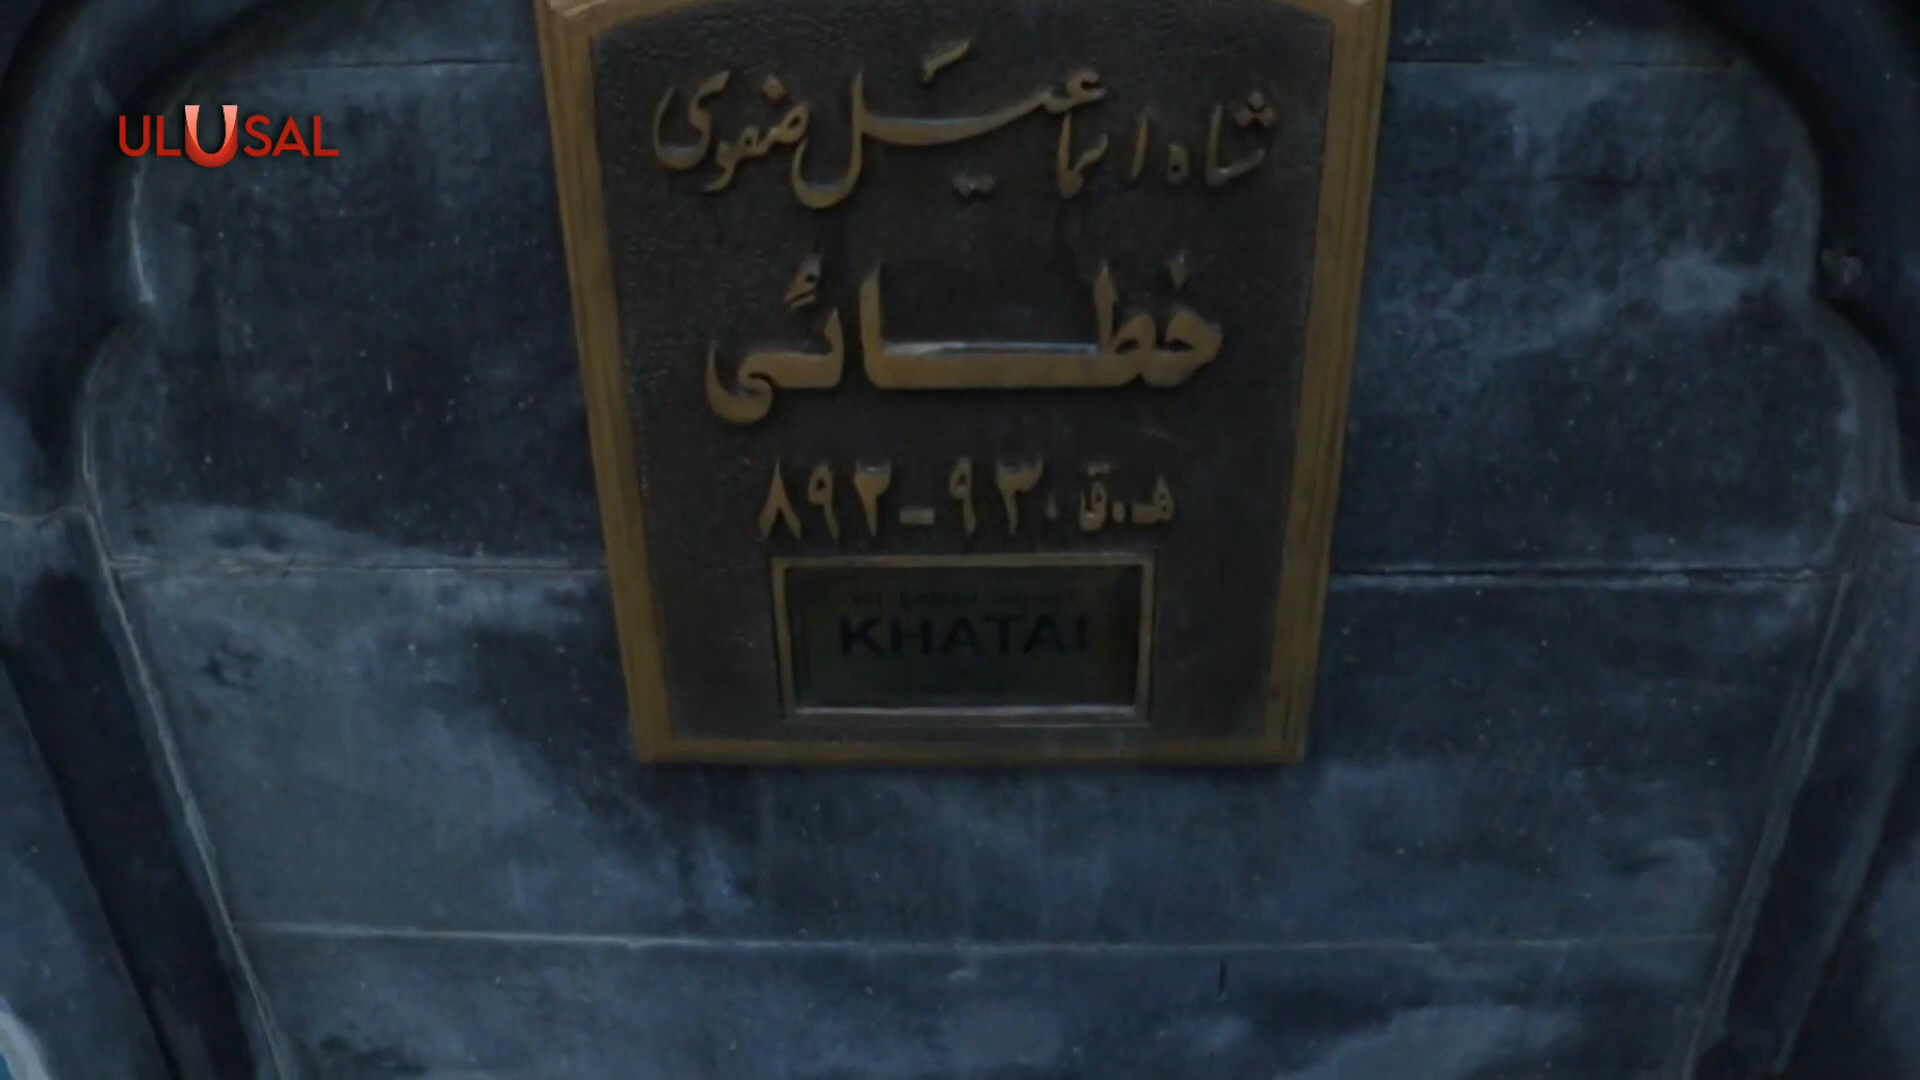 ULUSAL
شاه اسماعیل صفوی
خطائی
۸۹۲-۹۳۰ ه.ق
KHATAI